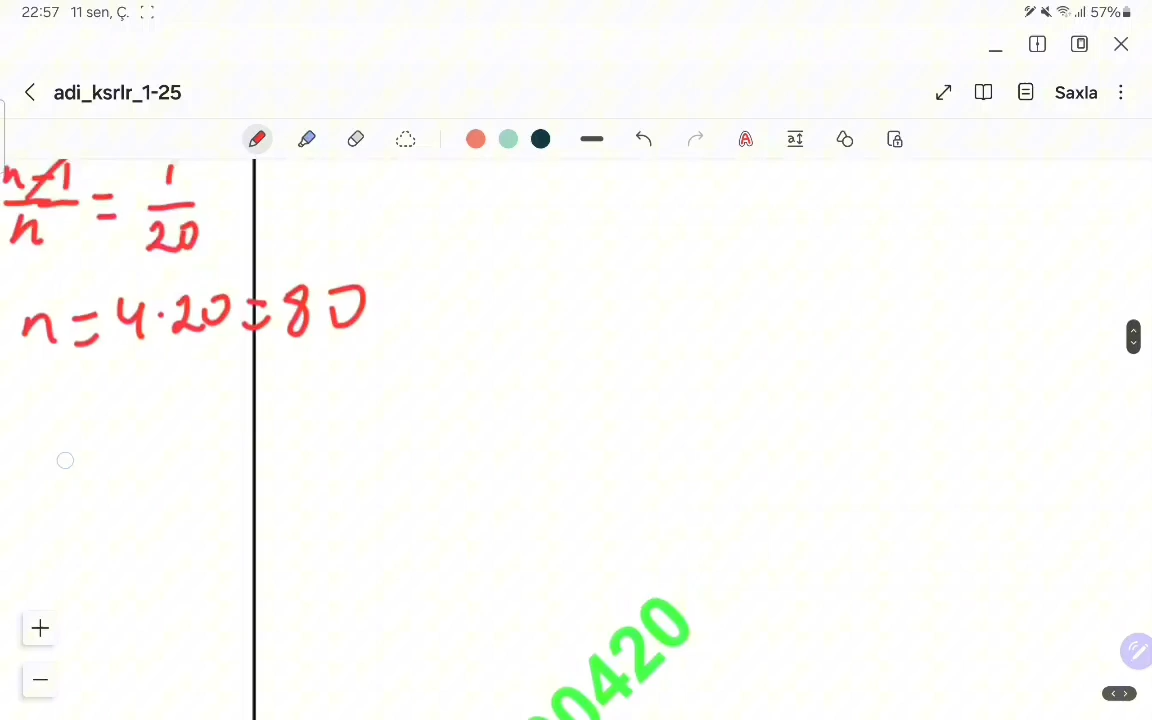 22:57 11 sen, Ç. 57%
adi_ksrlr_1-25 Saxla
n-1/n = 1/20
n=4·20=80
0420